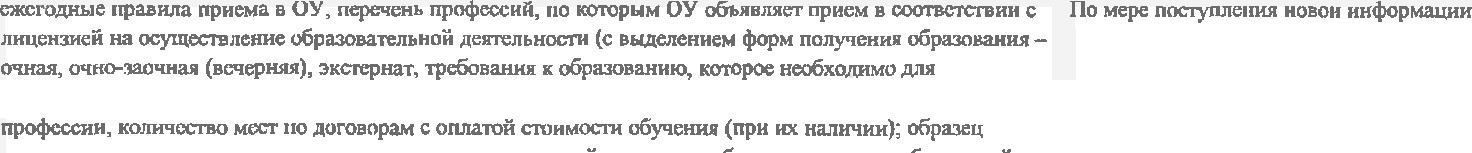 ежегодные правила приема в ОУ, перечень профессий, по которым ОУ объявляет прием в соответствии с
По мере поступления новой информации
лицензией на осуществление образовательной деятельности (с выделением форм получения образования –
очная, очно-заочная (вечерняя), экстернат, требования к образованию, которое необходимо для
профессии, количество мест по договорам с оплатой стоимости обучения (при их наличии); образец